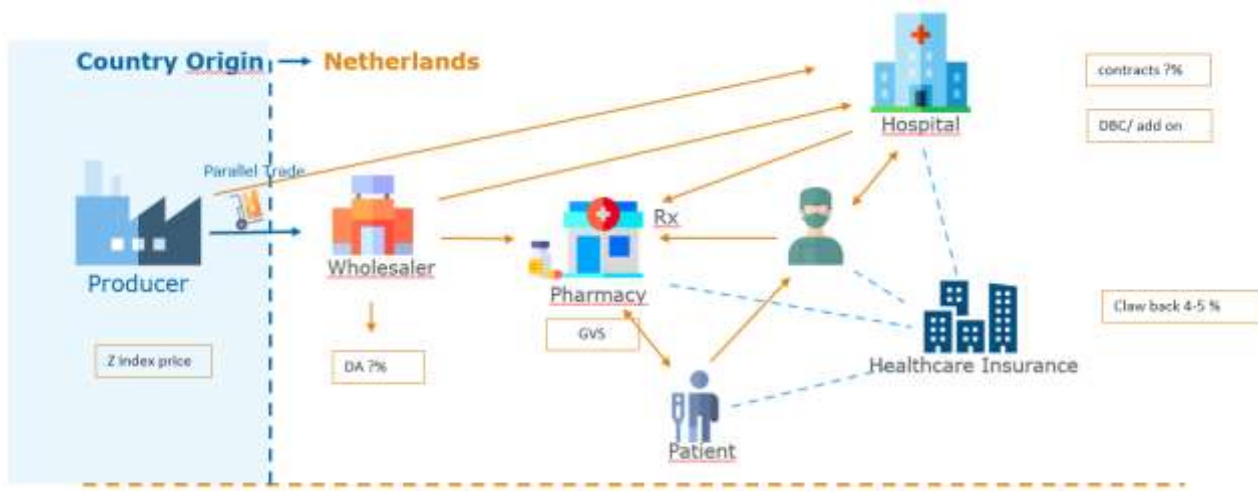 Country Origin
Netherlands
contracts ?%
Hospital
DBC/ add on
Parallel Trade
Rx
Wholesaler
Producer
Pharmacy
Claw back 4-5 %
GVS
Z index price
DA ?%
Healthcare Insurance
Patient